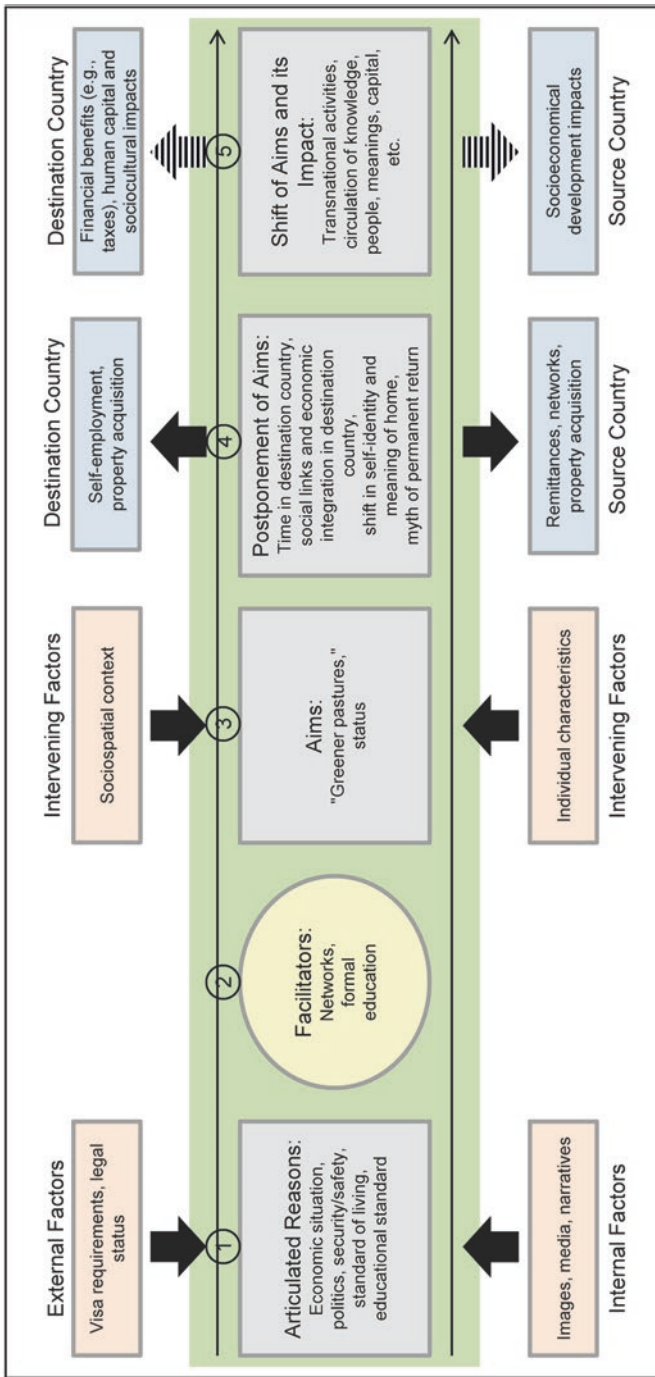 External Factors
Visa requirements, legal
status
1
Articulated Reasons:
Economic situation,
politics, security/safety,
standard of living,
educational standard
Images, media, narratives
Internal Factors
2
Facilitators:
Networks,
formal
education
Intervening Factors
Sociospatial context
3
Aims:
"Greener pastures,"
status
Individual characteristics
Intervening Factors
Destination Country
Self-employment,
property acquisition
4
Postponement of Aims:
Time in destination country,
social links and economic
integration in destination
country,
shift in self-identity and
meaning of home,
myth of permanent return
Remittances, networks,
property acquisition
Source Country
Destination Country
Financial benefits (e.g.,
taxes), human capital and
sociocultural impacts
5
Shift of Aims and its
Impact:
Transnational activities,
circulation of knowledge,
people, meanings, capital,
etc.
Socioeconomical
development impacts
Source Country